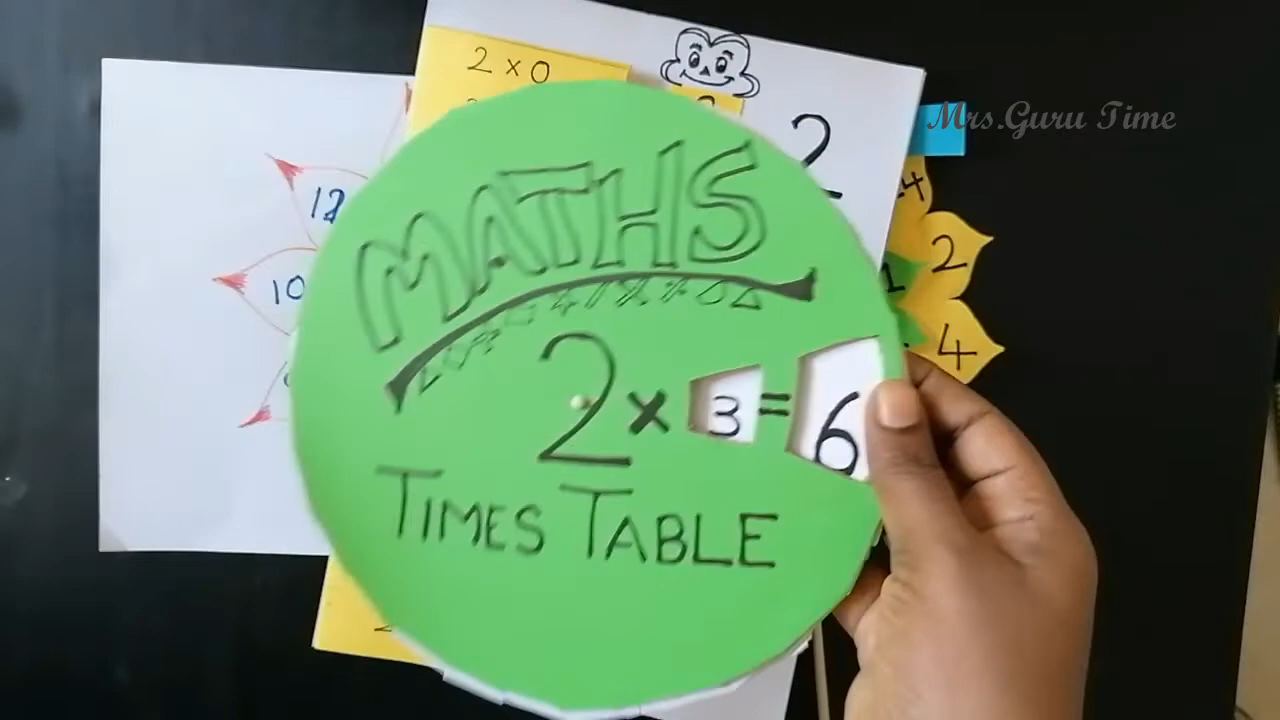 2 x 0
Mrs.Guru Time
2
12
4
2
10
1
4
MATHS
2 x 3 = 6
TIMES TABLE